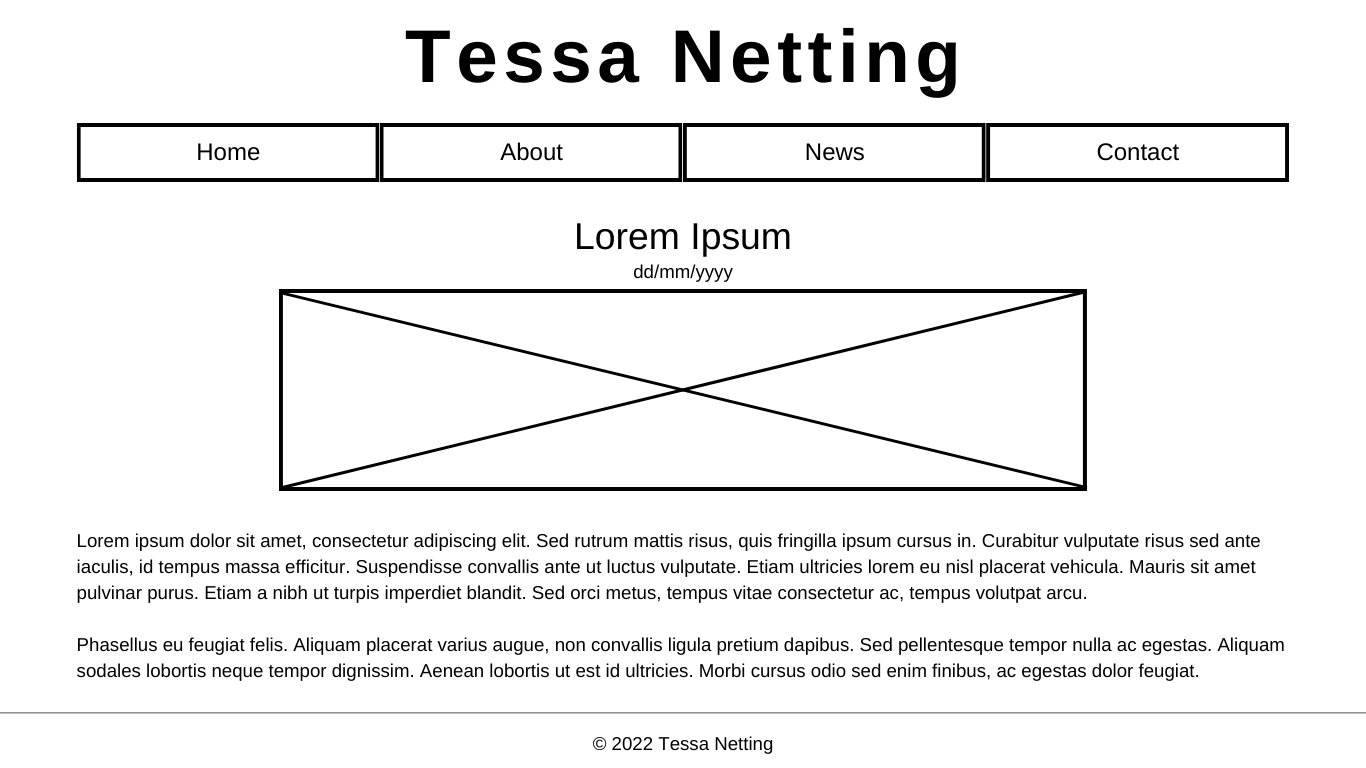 Tessa Netting
Home
About
News
Contact
Lorem Ipsum
dd/mm/yyyy
Lorem ipsum dolor sit amet, consectetur adipiscing elit. Sed rutrum mattis risus, quis fringilla ipsum cursus in. Curabitur vulputate risus sed ante
iaculis, id tempus massa efficitur. Suspendisse convallis ante ut luctus vulputate. Etiam ultricies lorem eu nisl placerat vehicula. Mauris sit amet
pulvinar purus. Etiam a nibh ut turpis imperdiet blandit. Sed orci metus, tempus vitae consectetur ac, tempus volutpat arcu.
Phasellus eu feugiat felis. Aliquam placerat varius augue, non convallis ligula pretium dapibus. Sed pellentesque tempor nulla ac egestas. Aliquam
sodales lobortis neque tempor dignissim. Aenean lobortis ut est id ultricies. Morbi cursus odio sed enim finibus, ac egestas dolor feugiat.
© 2022 Tessa Netting